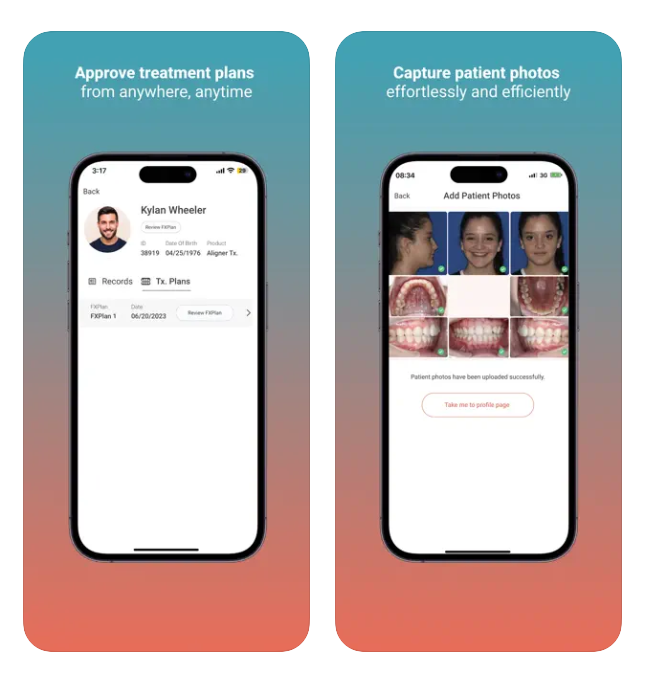 Approve treatment plans
from anywhere, anytime
3:17
29
Back
Kylan Wheeler
Review FXPlan
ID Date Of Birth Product
38919 04/25/1976 Aligner Tx.
Records Tx. Plans
FXPlan Date
FXPlan 1 06/20/2023 Review FXPlan
Capture patient photos
effortlessly and efficiently
08:34 3G
Back Add Patient Photos
Patient photos have been uploaded successfully.
Take me to profile page